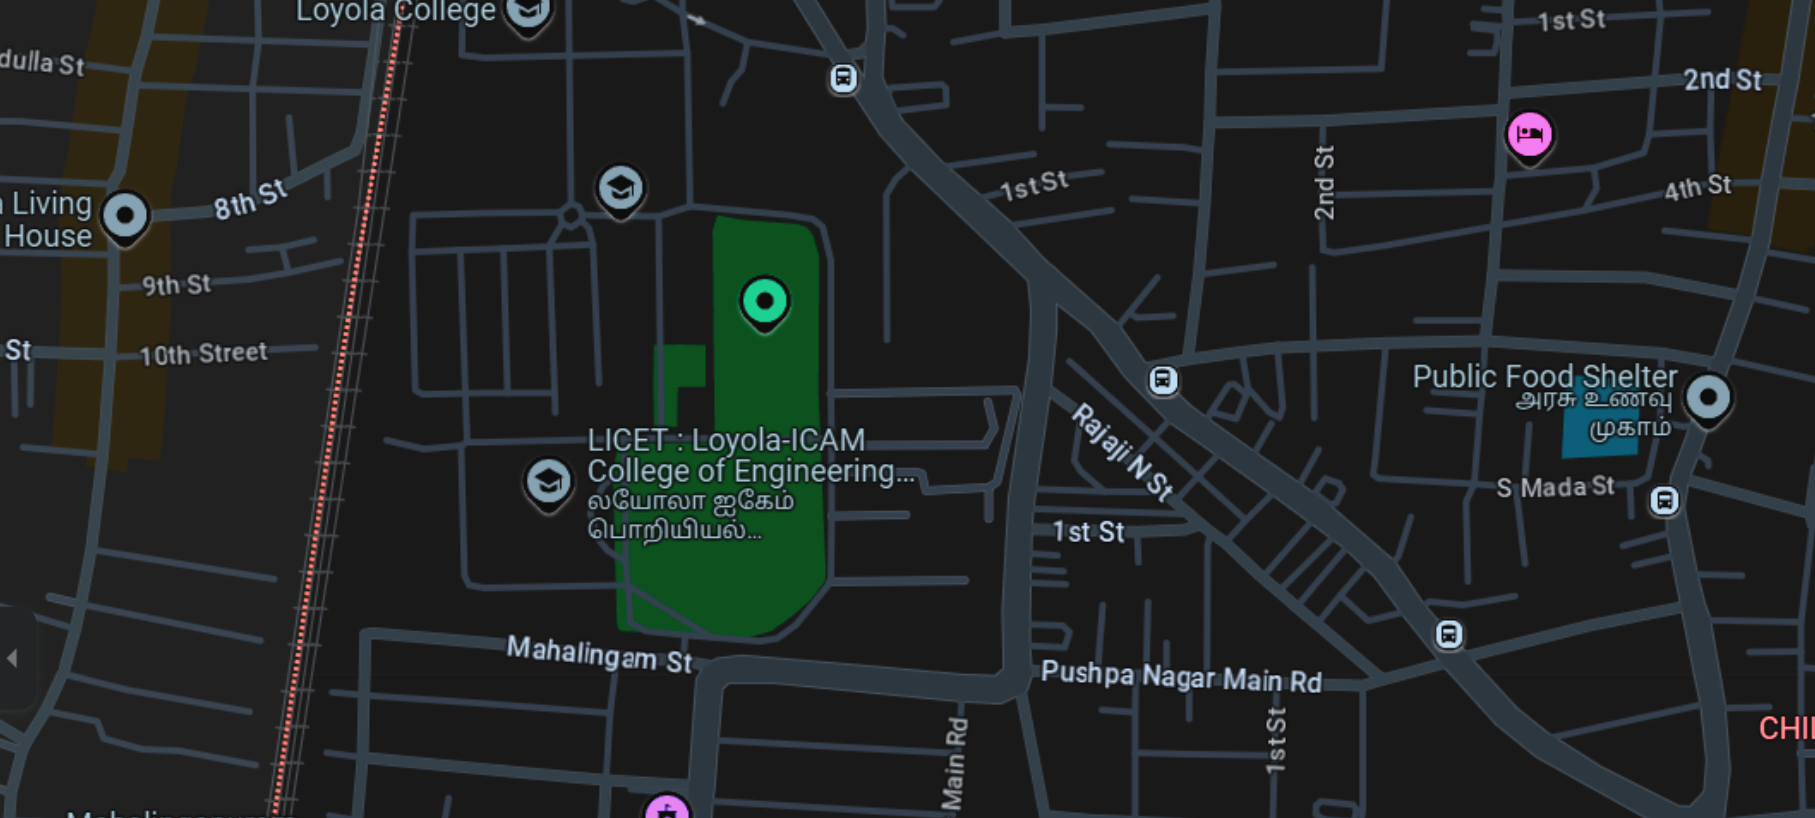 Loyola College
1st St
dulla St
2nd St
1st St
2nd St
4th St
Living
House
8th St
9th St
St
10th Street
Public Food Shelter
அரசு உணவு
முகாம்
LICET : Loyola-ICAM
College of Engineering...
லயோலா ஐகேம்
பொறியியல்...
Rajaji N St
S Mada St
1st St
Mahalingam St
Pushpa Nagar Main Rd
Main Rd
1st St
CHI